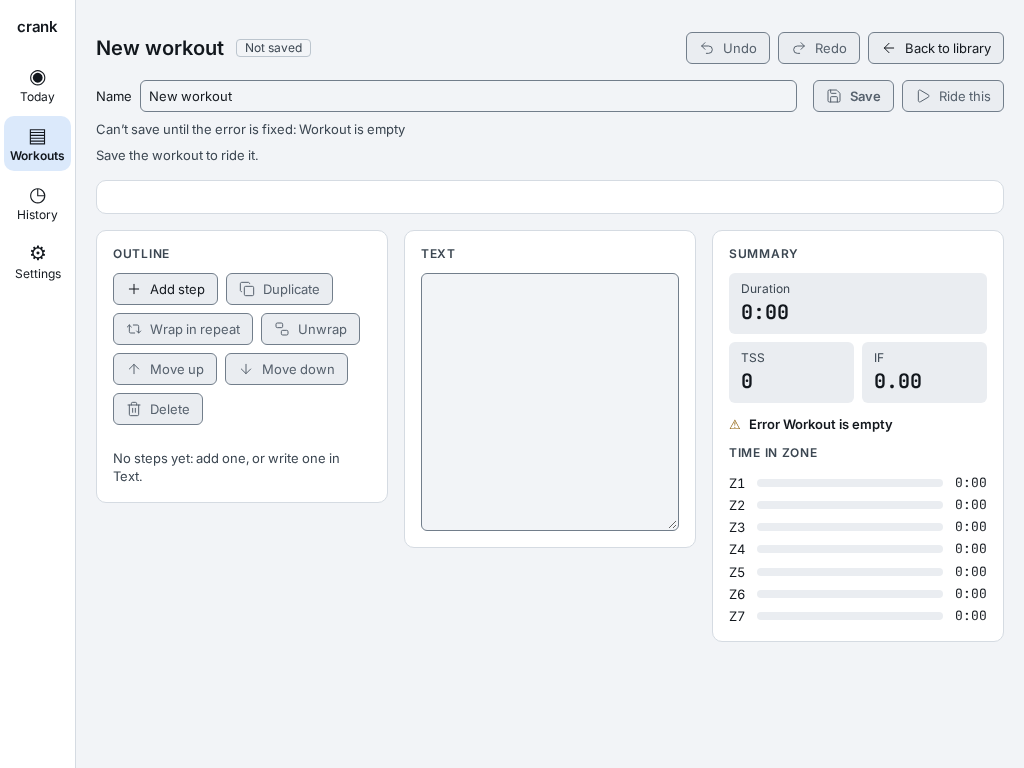 crank
Today
Workouts
History
Settings
New workout
Not saved
Undo
Redo
Back to library
Name
New workout
Save
Ride this
Can’t save until the error is fixed: Workout is empty
Save the workout to ride it.
OUTLINE
Add step
Duplicate
Wrap in repeat
Unwrap
Move up
Move down
Delete
No steps yet: add one, or write one in
Text.
TEXT
SUMMARY
Duration
0:00
TSS
0
IF
0.00
Error Workout is empty
TIME IN ZONE
Z1 0:00
Z2 0:00
Z3 0:00
Z4 0:00
Z5 0:00
Z6 0:00
Z7 0:00